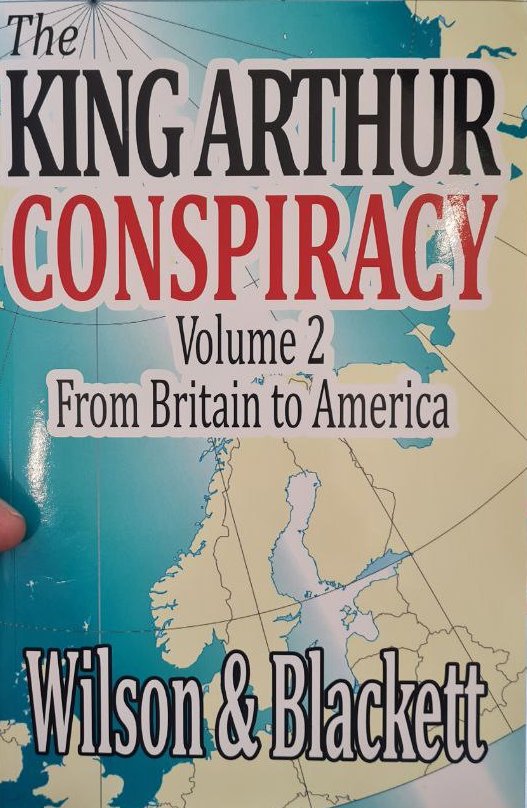 The
KING ARTHUR
CONSPIRACY
Volume 2
From Britain to America
Wilson & Blackett